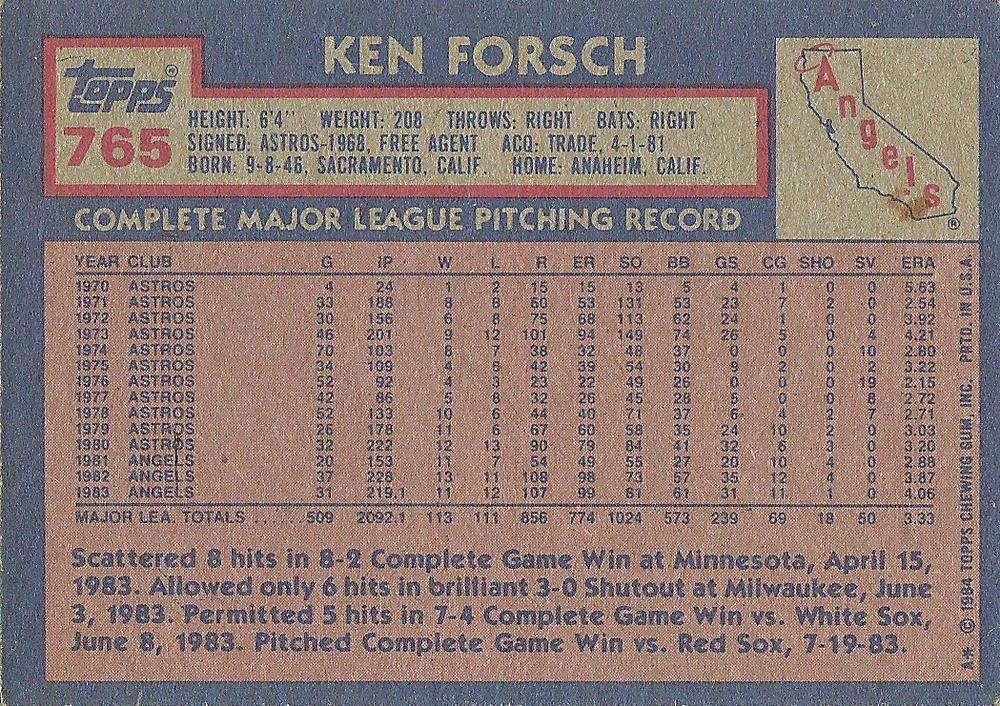 KEN FORSCH
Topps®
765
HEIGHT: 6'4" WEIGHT: 208 THROWS: RIGHT BATS: RIGHT
SIGNED: ASTROS-1968, FREE AGENT ACQ: TRADE, 4-1-81
BORN: 9-8-46, SACRAMENTO, CALIF. HOME: ANAHEIM, CALIF.
Angels
®
COMPLETE MAJOR LEAGUE PITCHING RECORD
YEAR CLUB G IP W L R ER SO BB GS CG SHO SV ERA
1970 ASTROS 4 24 1 2 15 15 13 5 4 1 0 0 5.63
1971 ASTROS 33 188 8 8 60 53 131 53 23 7 2 0 2.54
1972 ASTROS 30 156 6 8 75 68 113 62 24 1 0 0 3.92
1973 ASTROS 46 201 9 12 101 94 149 74 26 5 0 4 4.21
1974 ASTROS 70 103 8 7 38 32 48 37 0 0 0 10 2.80
1975 ASTROS 34 109 4 8 42 39 54 30 9 2 0 2 3.22
1976 ASTROS 52 92 4 3 23 22 49 26 0 0 0 19 2.15
1977 ASTROS 42 86 5 8 32 26 45 28 5 0 0 8 2.72
1978 ASTROS 52 133 10 6 44 40 71 37 6 4 2 7 2.71
1979 ASTROS 26 178 11 6 67 60 58 35 24 10 2 0 3.03
1980 ASTROS 32 222 12 13 90 79 84 41 32 6 3 0 3.20
1981 ANGELS 20 153 11 7 54 49 55 27 20 10 4 0 2.88
1982 ANGELS 37 228 13 11 108 98 73 57 35 12 4 0 3.87
1983 ANGELS 31 219.1 11 12 107 99 81 61 31 11 1 0 4.06
MAJOR LEA. TOTALS ......509 2092.1 113 111 856 774 1024 573 239 69 18 50 3.33
Scattered 8 hits in 8-2 Complete Game Win at Minnesota, April 15,
1983. Allowed only 6 hits in brilliant 3-0 Shutout at Milwaukee, June
3, 1983. Permitted 5 hits in 7-4 Complete Game Win vs. White Sox,
June 8, 1983. Pitched Complete Game Win vs. Red Sox, 7-19-83.
A* © 1984 TOPPS CHEWING GUM, INC. PRTD. IN U.S.A.